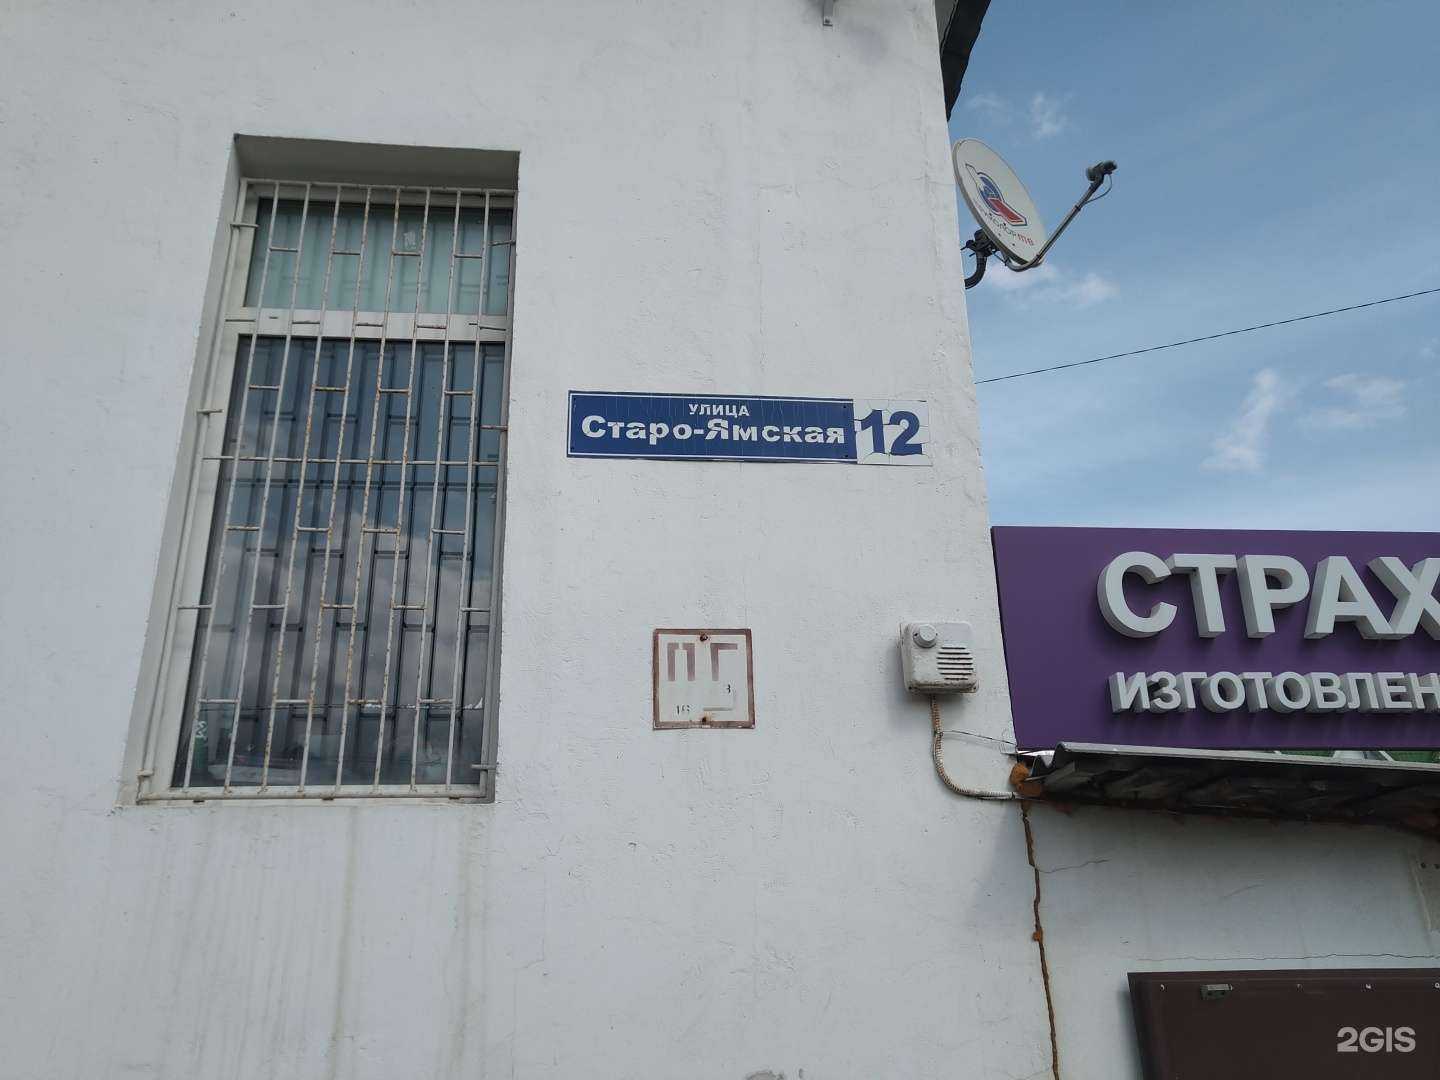 УЛИЦА
Старо-Ямская 12
СТРАХ
ИЗГОТОВЛЕН
ПГ
2GIS